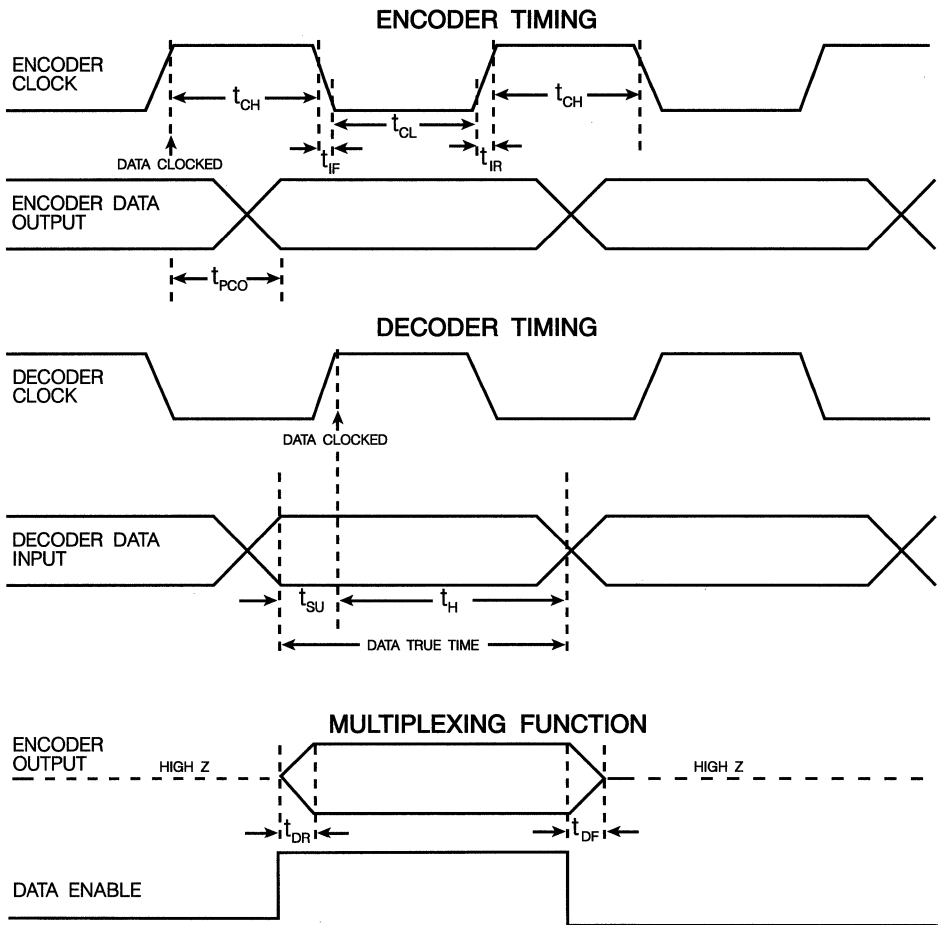 ENCODER TIMING
ENCODER
CLOCK
tCH
tCH
tCL
tIF
tIR
DATA CLOCKED
ENCODER DATA
OUTPUT
tPCO
DECODER TIMING
DECODER
CLOCK
DATA CLOCKED
DECODER DATA
INPUT
tSU
tH
DATA TRUE TIME
MULTIPLEXING FUNCTION
ENCODER
OUTPUT
HIGH Z
HIGH Z
tDR
tDF
DATA ENABLE